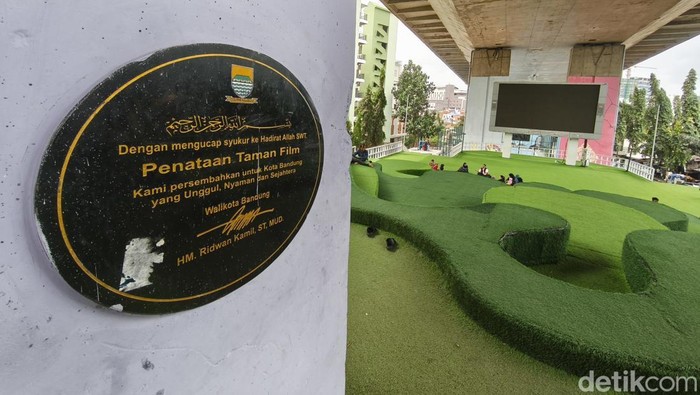 بسم الله الرحمن الرحيم
Dengan mengucap syukur ke Hadirat Allah SWT
Penataan Taman Film
Kami persembahkan untuk Kota Bandung
yang Unggul, Nyaman dan Sejahtera
Walikota Bandung
HM. Ridwan Kamil, ST, MUD.
detikcom